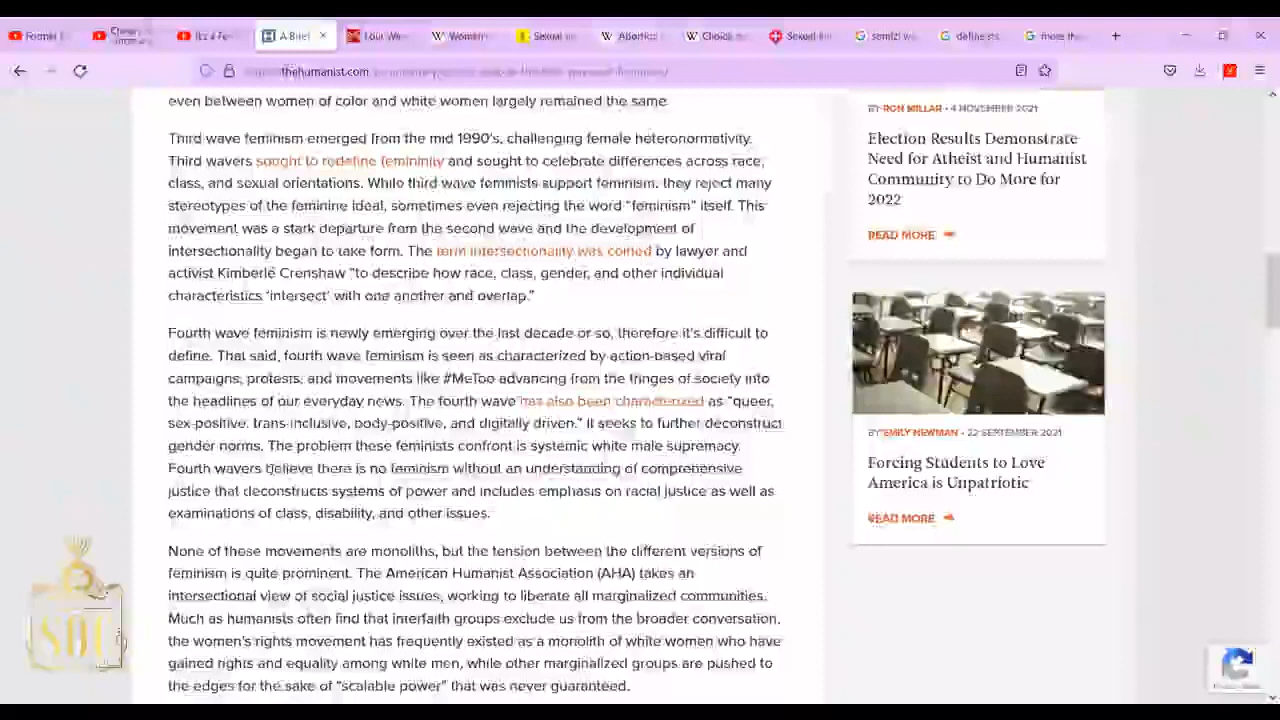 A Brief
Your We
Sexual
Choice
Sexual
define
more th
thehumanist.com
even between women of color and white women largely remained the same.
Third wave feminism emerged from the mid 1990's, challenging female heteronormativity.
Third wavers sought to redefine femininity and sought to celebrate differences across race,
class, and sexual orientations. While third wave feminists support feminism, they reject many
stereotypes of the feminine ideal, sometimes even rejecting the word “feminism” itself. This
movement was a stark departure from the second wave and the development of
intersectionality began to take form. The term intersectionality was coined by lawyer and
activist Kimberlé Crenshaw “to describe how race, class, gender, and other individual
characteristics ‘intersect’ with one another and overlap.”
Fourth wave feminism is newly emerging over the last decade or so, therefore it’s difficult to
define. That said, fourth wave feminism is seen as characterized by action-based viral
campaigns, protests, and movements like #MeToo advancing from the fringes of society into
the headlines of our everyday news. The fourth wave has also been characterized as “queer,
sex-positive, trans-inclusive, body-positive, and digitally driven.” It seeks to further deconstruct
gender norms. The problem these feminists confront is systemic white male supremacy.
Fourth wavers believe there is no feminism without an understanding of comprehensive
justice that deconstructs systems of power and includes emphasis on racial justice as well as
examinations of class, disability, and other issues.
None of these movements are monoliths, but the tension between the different versions of
feminism is quite prominent. The American Humanist Association (AHA) takes an
intersectional view of social justice issues, working to liberate all marginalized communities.
Much as humanists often find that interfaith groups exclude us from the broader conversation,
the women’s rights movement has frequently existed as a monolith of white women who have
gained rights and equality among white men, while other marginalized groups are pushed to
the edges for the sake of “scalable power” that was never guaranteed.
BY RON MILLAR • 4 NOVEMBER 2021
Election Results Demonstrate
Need for Atheist and Humanist
Community to Do More for
2022
READ MORE
BY EMILY NEWMAN • 22 SEPTEMBER 2021
Forcing Students to Love
America is Unpatriotic
READ MORE